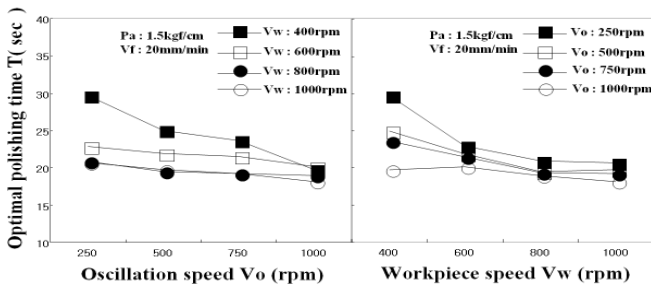 Optimal polishing time T( sec )
35
30
25
20
15
10
Pa : 1.5kgf/cm
Vf : 20mm/min
Vw : 400rpm
Vw : 600rpm
Vw : 800rpm
Vw : 1000rpm
250 500 750 1000
Oscillation speed Vo (rpm)
Pa : 1.5kgf/cm
Vf : 20mm/min
Vo : 250rpm
Vo : 500rpm
Vo : 750rpm
Vo : 1000rpm
400 600 800 1000
Workpiece speed Vw (rpm)